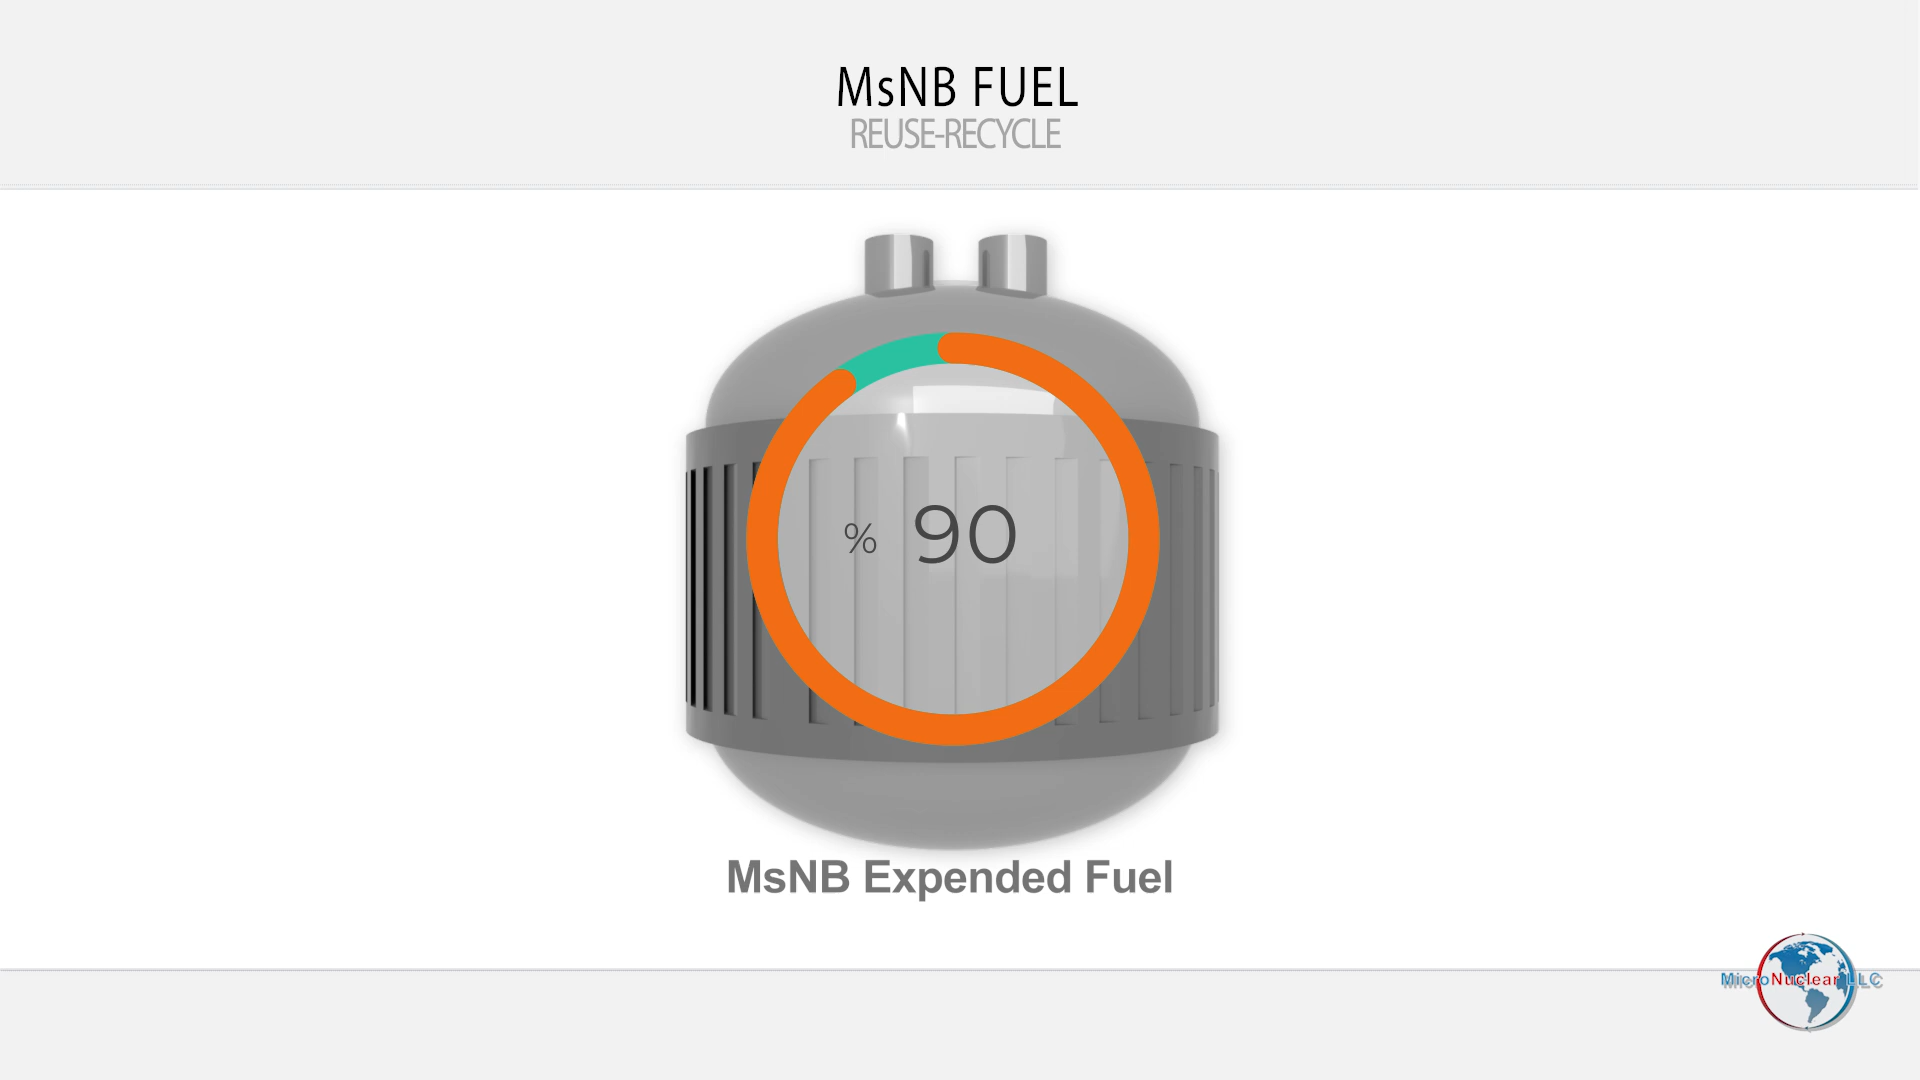 MsNB FUEL
REUSE-RECYCLE
% 90
MsNB Expended Fuel
MicroNuclear LLC